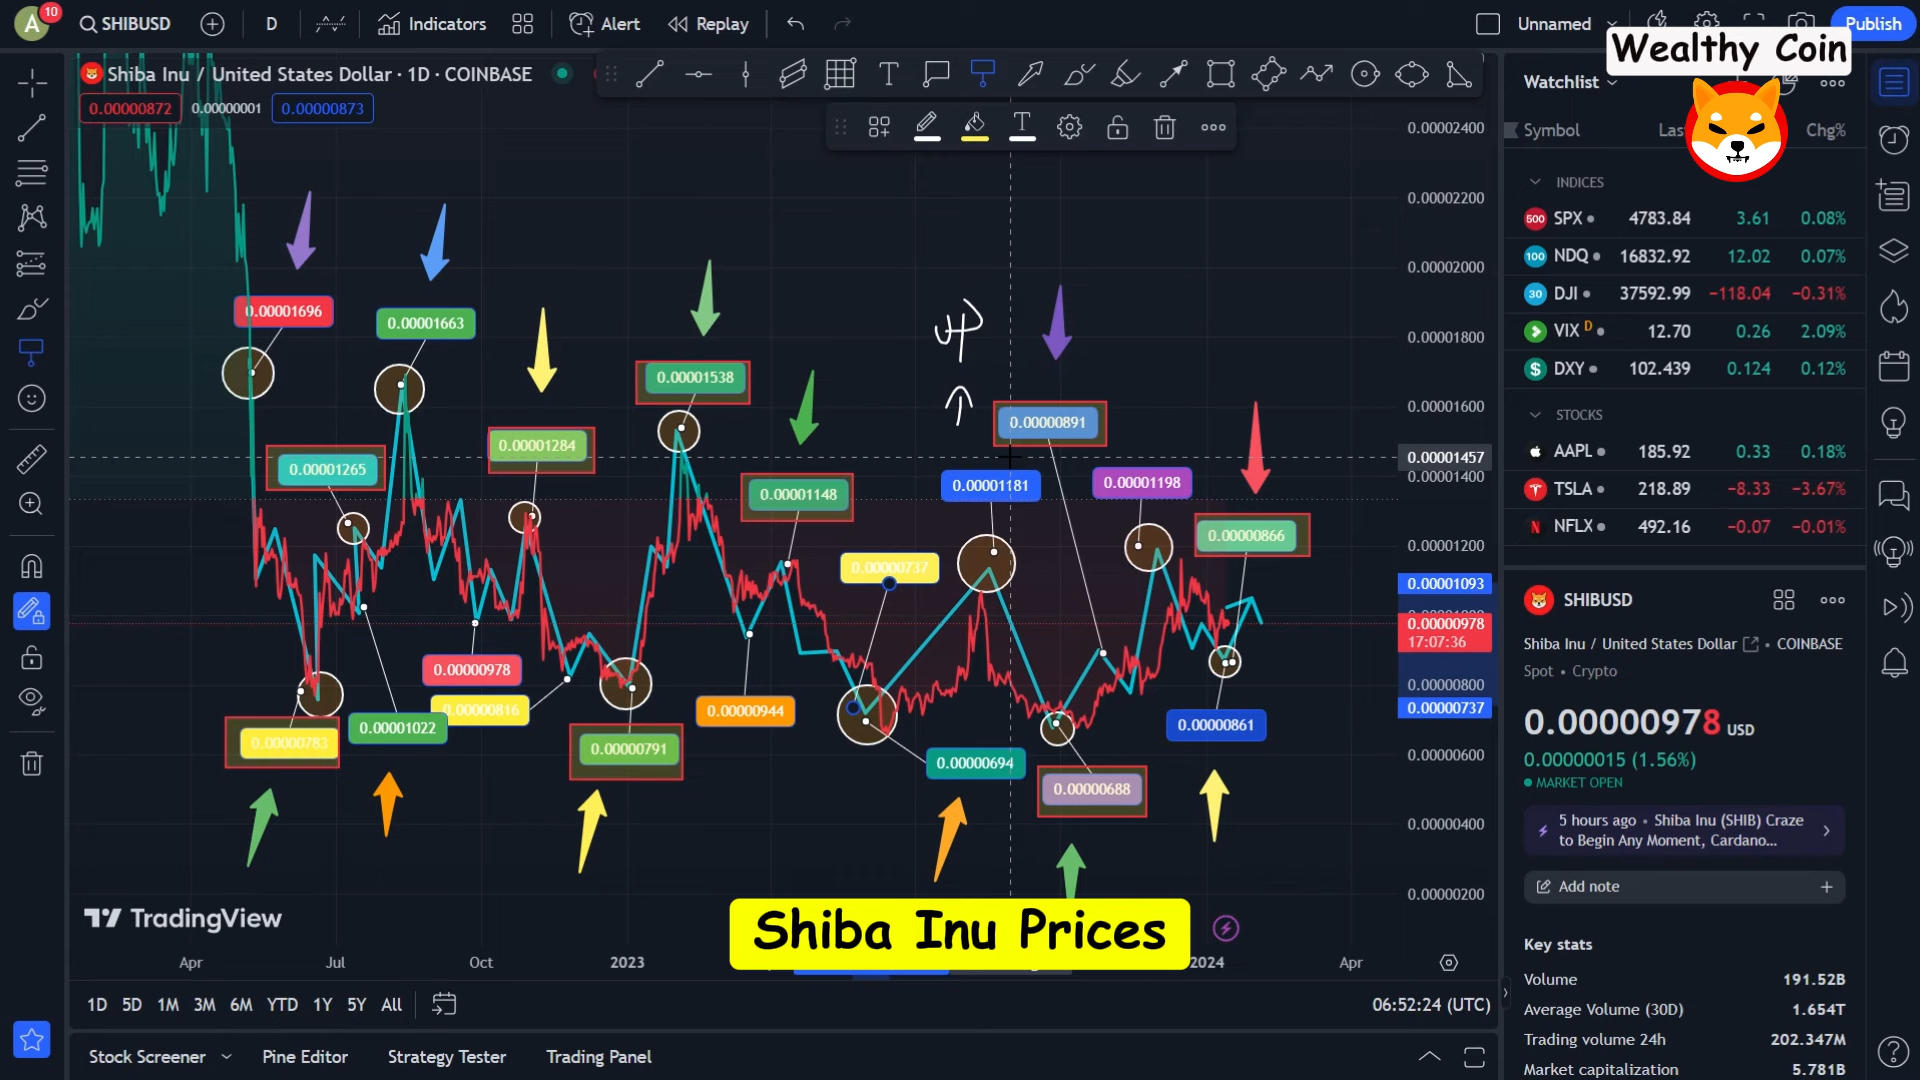 A
10
SHIBUSD
D
Indicators
Alert
Replay
Unnamed
Publish
Wealthy Coin
Shiba Inu / United States Dollar · 1D · COINBASE
0.00000872
0.00000001
0.00000873
T
T
Watchlist
Symbol
Chg%
INDICES
500 SPX 4783.84 3.61 0.08%
100 NDQ 16832.92 12.02 0.07%
30 DJI 37592.99 −118.04 −0.31%
VIX D 12.70 0.26 2.09%
$ DXY 102.439 0.124 0.12%
STOCKS
AAPL 185.92 0.33 0.18%
TSLA 218.89 −8.33 −3.67%
N NFLX 492.16 −0.07 −0.01%
0.00002400
0.00002200
0.00002000
0.00001800
0.00001600
0.00001457
0.00001400
0.00001200
0.00001093
0.00000978
17:07:36
0.00000800
0.00000737
0.00000600
0.00000400
0.00000200
0.00001696
0.00001663
UP
0.00001538
0.00000891
0.00001284
0.00001265
0.00001181
0.00001198
0.00001148
0.00000866
0.00000737
0.00000978
0.00000816
0.00000944
0.00001022
0.00000861
0.00000783
0.00000791
0.00000694
0.00000688
SHIBUSD
Shiba Inu / United States Dollar • COINBASE
Spot • Crypto
0.00000978 USD
0.00000015 (1.56%)
MARKET OPEN
5 hours ago • Shiba Inu (SHIB) Craze
to Begin Any Moment, Cardano...
Add note
TradingView
Shiba Inu Prices
Key stats
Volume 191.52B
Average Volume (30D) 1.654T
Trading volume 24h 202.347M
Market capitalization 5.781B
Apr
Jul
Oct
2023
2024
Apr
1D 5D 1M 3M 6M YTD 1Y 5Y All
06:52:24 (UTC)
Stock Screener
Pine Editor
Strategy Tester
Trading Panel